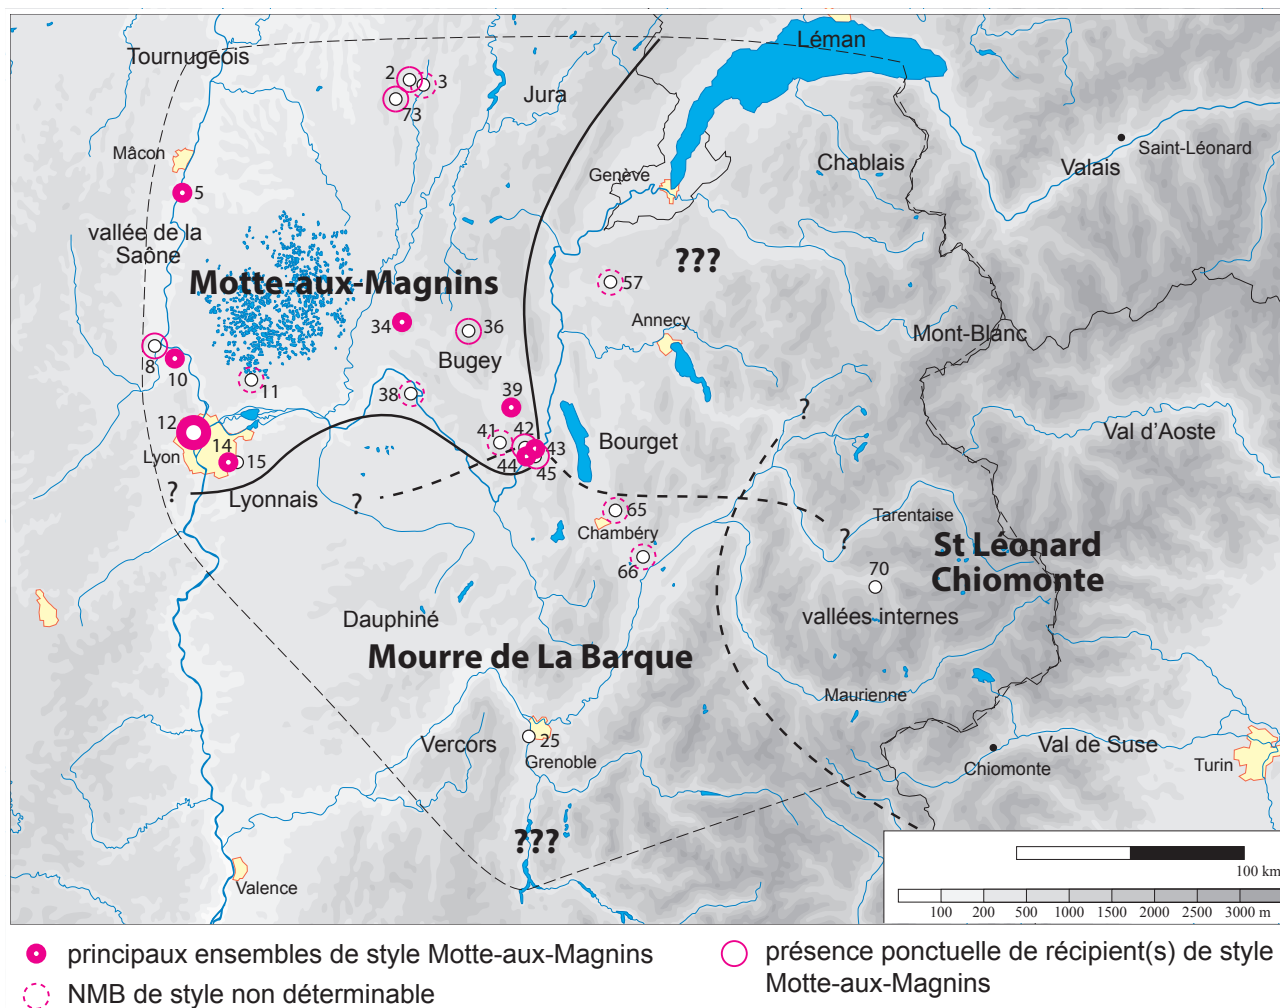 Tournugeois
2
3
73
Jura
Léman
Mâcon
5
Genève
Chablais
Valais
Saint-Léonard
vallée de la
Saône
Motte-aux-Magnins
???
57
34
36
Bugey
Annecy
Mont-Blanc
8
10
11
38
39
?
12
14
15
Lyon
41
42
43
44
45
Bourget
Val d'Aoste
?
Lyonnais
?
65
Chambéry
66
?
Tarentaise
St Léonard
Chiomonte
70
vallées internes
Dauphiné
Mourre de La Barque
Maurienne
Vercors
25
Grenoble
Chiomonte
Val de Suse
Turin
???
Valence
100 km
100 200 500 1000 1500 2000 2500 3000 m
principaux ensembles de style Motte-aux-Magnins
NMB de style non déterminable
présence ponctuelle de récipient(s) de style
Motte-aux-Magnins